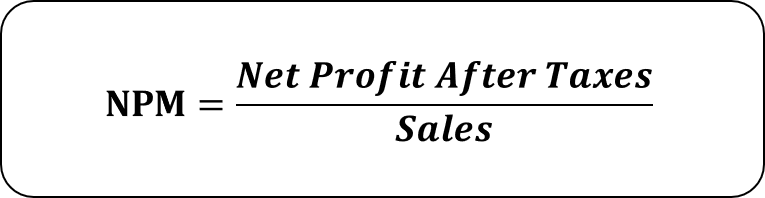 NPM = Net Profit After Taxes
Sales